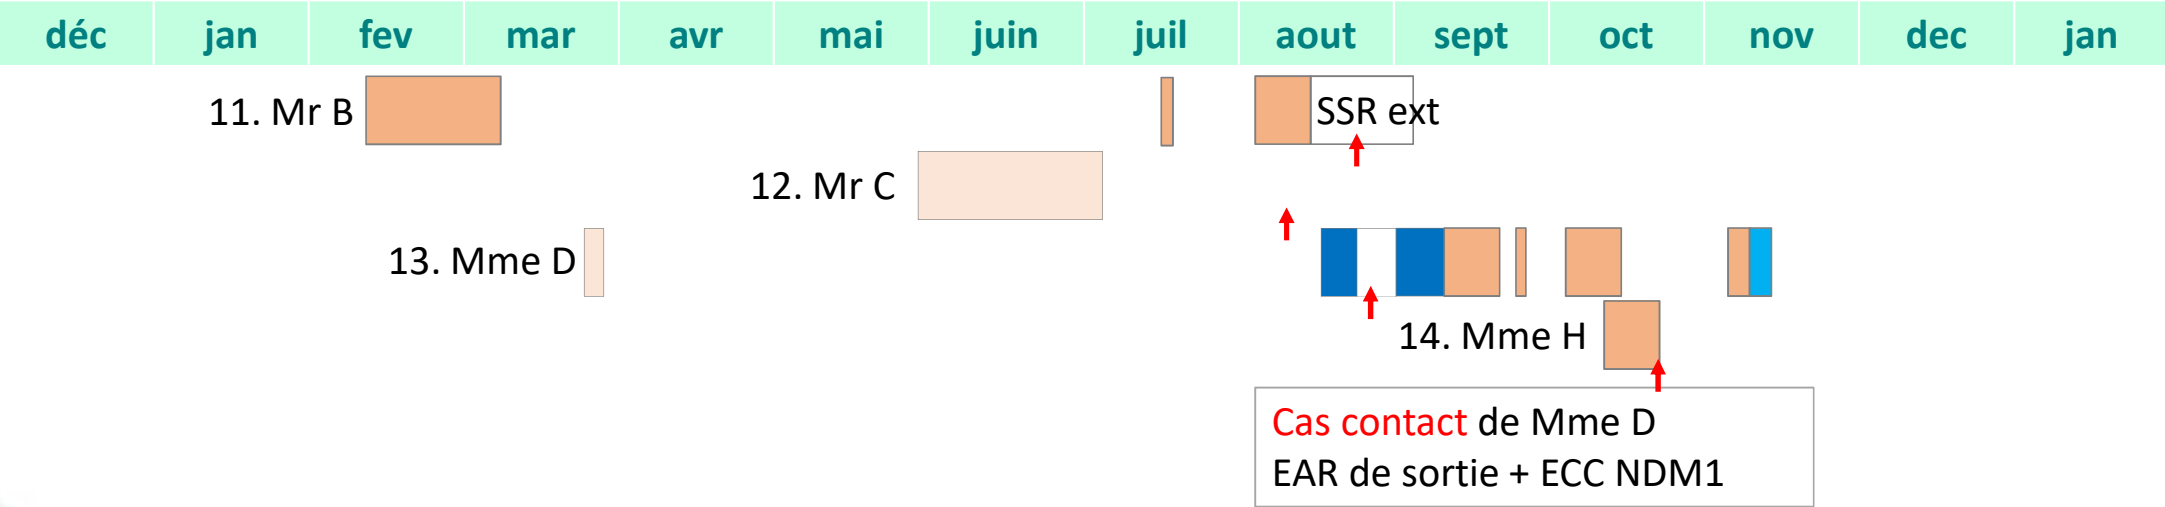 déc jan fev mar avr mai juin juil aout sept oct nov dec jan
11. Mr B
SSR ext
12. Mr C
13. Mme D
14. Mme H
Cas contact de Mme D
EAR de sortie + ECC NDM1